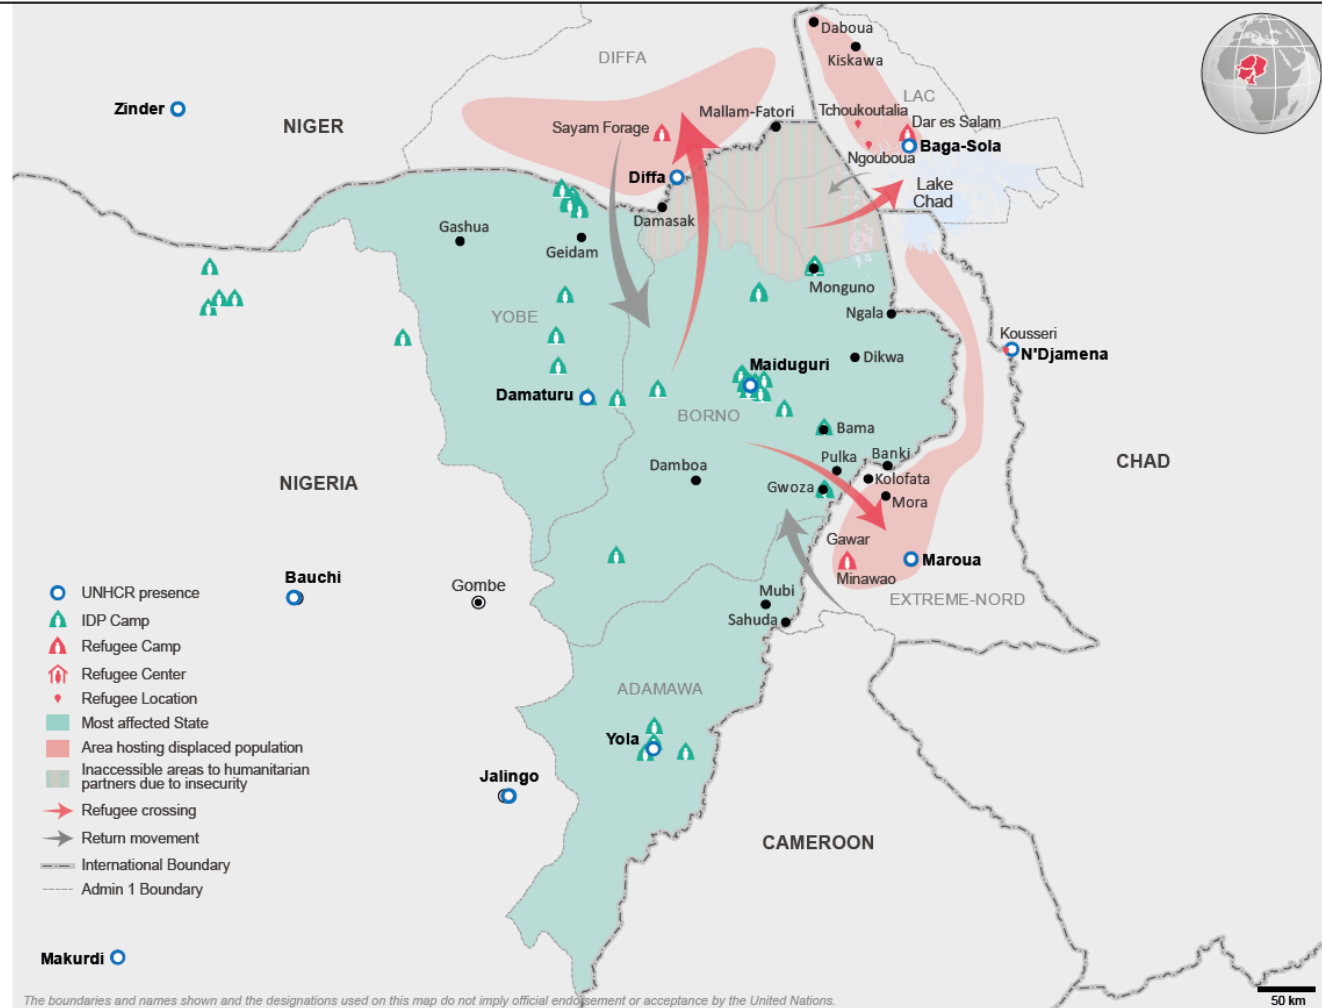 Daboua
Kiskawa
DIFFA
LAC
Zinder
NIGER
Mallam-Fatori
Tchoukoutalia
Sayam Forage
Dar es Salam
Baga-Sola
Ngouboua
Diffa
Lake
Chad
Damasak
Gashua
Geidam
Monguno
Ngala
YOBE
Kousseri
N'Djamena
Dikwa
Maiduguri
Damaturu
BORNO
Bama
CHAD
Pulka
Banki
Damboa
Kolofata
Gwoza
Mora
NIGERIA
Gawar
Maroua
Minawao
Bauchi
Gombe
Mubi
EXTREME-NORD
Sahuda
UNHCR presence
IDP Camp
Refugee Camp
Refugee Center
Refugee Location
Most affected State
Area hosting displaced population
Inaccessible areas to humanitarian
partners due to insecurity
Refugee crossing
Return movement
International Boundary
Admin 1 Boundary
ADAMAWA
Yola
Jalingo
CAMEROON
Makurdi
The boundaries and names shown and the designations used on this map do not imply official endorsement or acceptance by the United Nations.
50 km